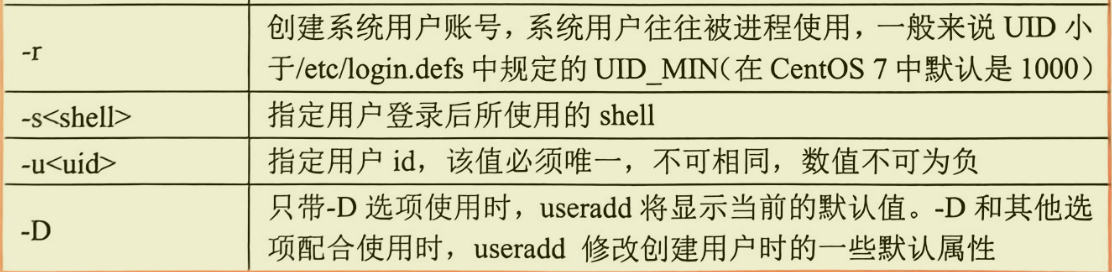 -r
创建系统用户账号，系统用户往往被进程使用，一般来说 UID 小
于/etc/login.defs 中规定的 UID_MIN（在 CentOS 7 中默认是 1000）
-s<shell>
指定用户登录后所使用的 shell
-u<uid>
指定用户 id，该值必须唯一，不可相同，数值不可为负
-D
只带-D 选项使用时，useradd 将显示当前的默认值。-D 和其他选
项配合使用时，useradd 修改创建用户时的一些默认属性